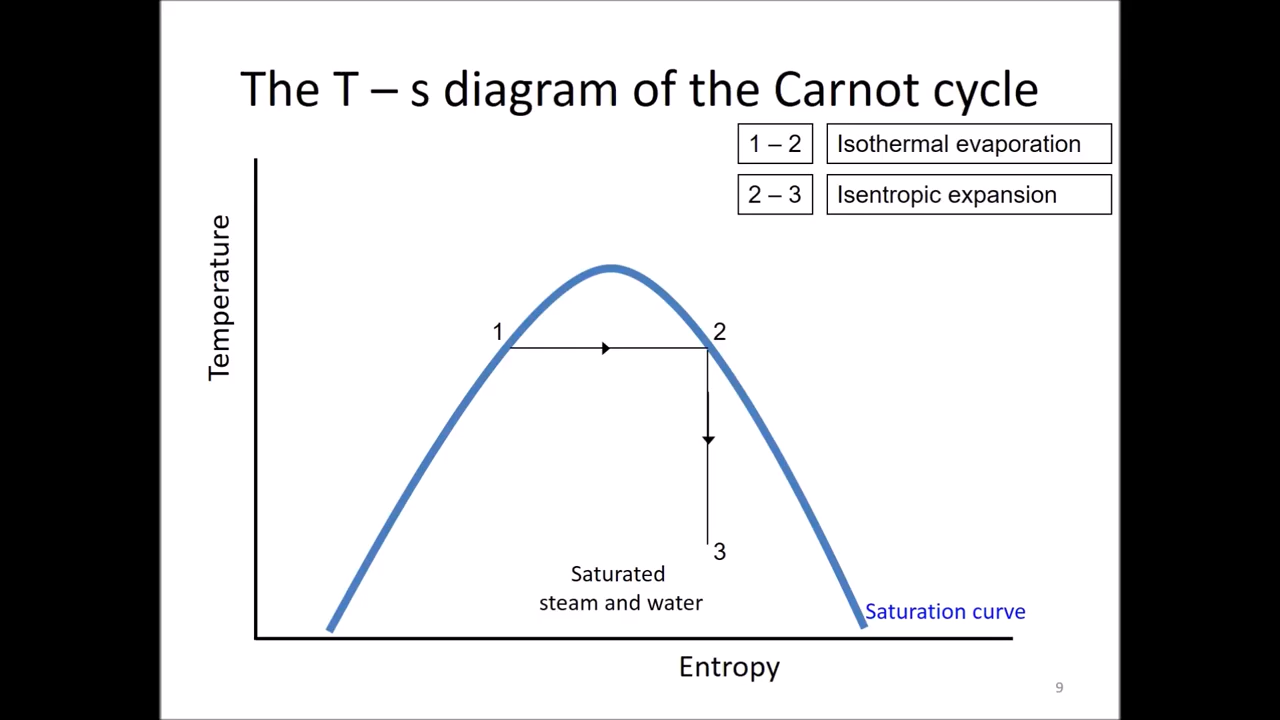 The T – s diagram of the Carnot cycle
1 – 2 Isothermal evaporation
2 – 3 Isentropic expansion
Temperature
1
2
3
Saturated
steam and water
Saturation curve
Entropy
9